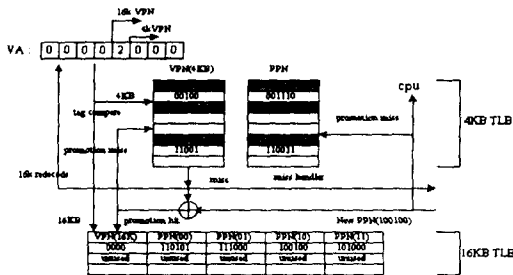 16k VPN
4kVPN
VA : 0 0 0 0 2 0 0 0
VPN(4KB) PPN
cpu
4KB
00100 001110
tag compare
promotion miss
4KB TLB
promotion miss
11001 110011
16k redecode
miss miss handler
16KB
promotion hit New PPN(100100)
VPN(16K) PPN(00) PPN(01) PPN(10) PPN(11)
0000 110101 111000 100100 101000
unused unused unused unused unused
16KB TLB